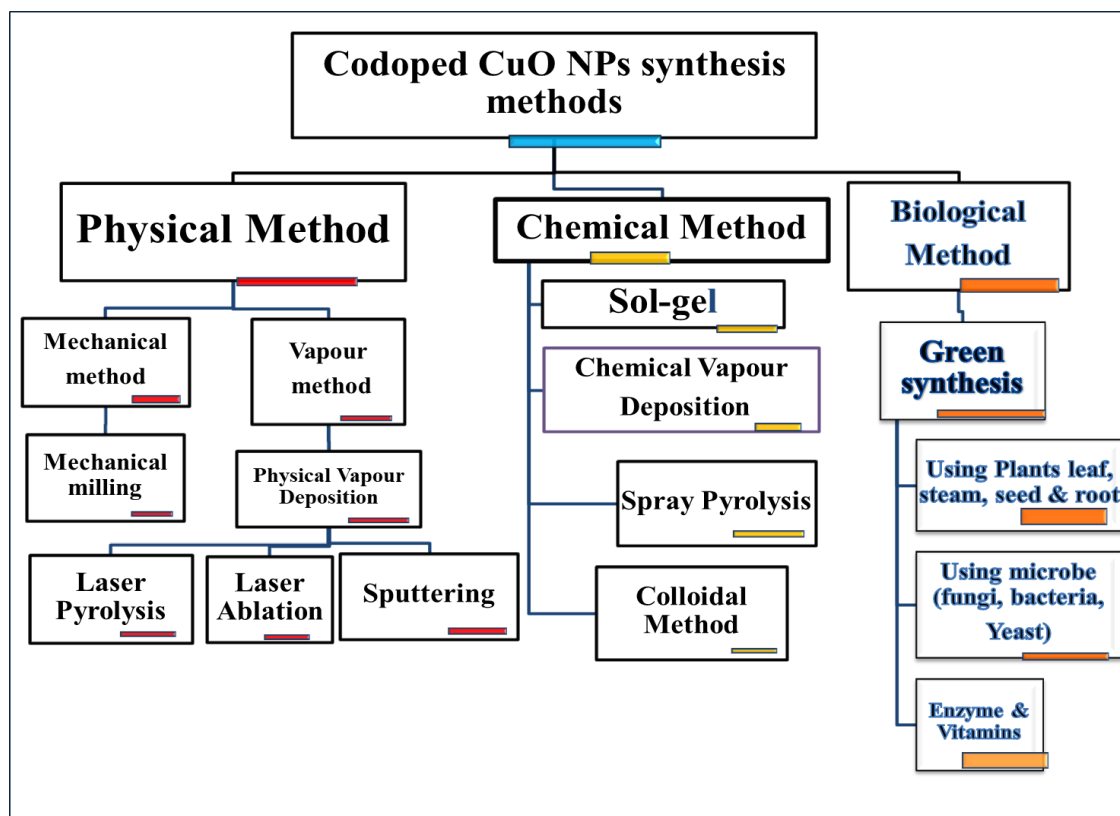 Codoped CuO NPs synthesis
methods
Physical Method
Chemical Method
Biological
Method
Mechanical
method
Vapour
method
Mechanical
milling
Physical Vapour
Deposition
Laser
Pyrolysis
Laser
Ablation
Sputtering
Sol-gel
Chemical Vapour
Deposition
Spray Pyrolysis
Colloidal
Method
Green
synthesis
Using Plants leaf,
steam, seed & root
Using microbe
(fungi, bacteria,
Yeast)
Enzyme &
Vitamins